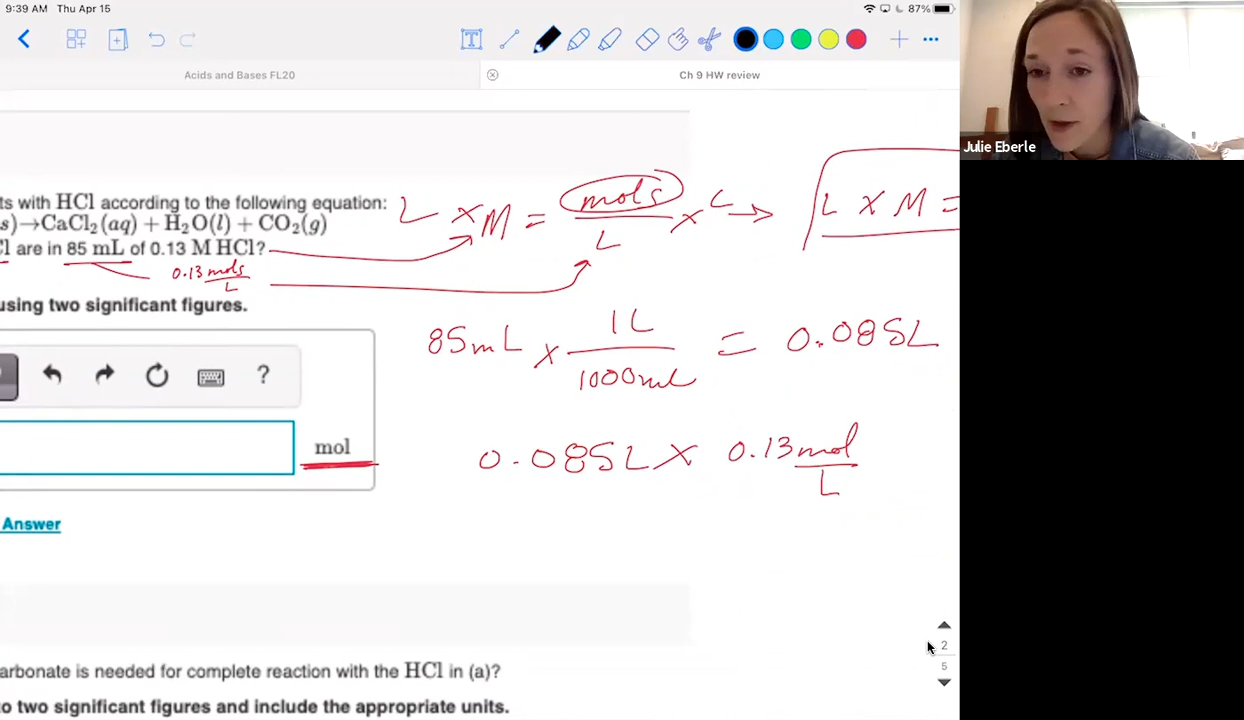 9:39 AM Thu Apr 15
87%
Acids and Bases FL20
Ch 9 HW review
Julie Eberle
ts with HCl according to the following equation:
s)→CaCl₂(aq) + H₂O(l) + CO₂(g)
Cl are in 85 mL of 0.13 M HCl?
0.13 mols
L
L x M = mols x L → L x M =
L
using two significant figures.
85mL x 1L = 0.085L
1000mL
?
mol
0.085L x 0.13 mol
L
Answer
2
5
arbonate is needed for complete reaction with the HCl in (a)?
o two significant figures and include the appropriate units.